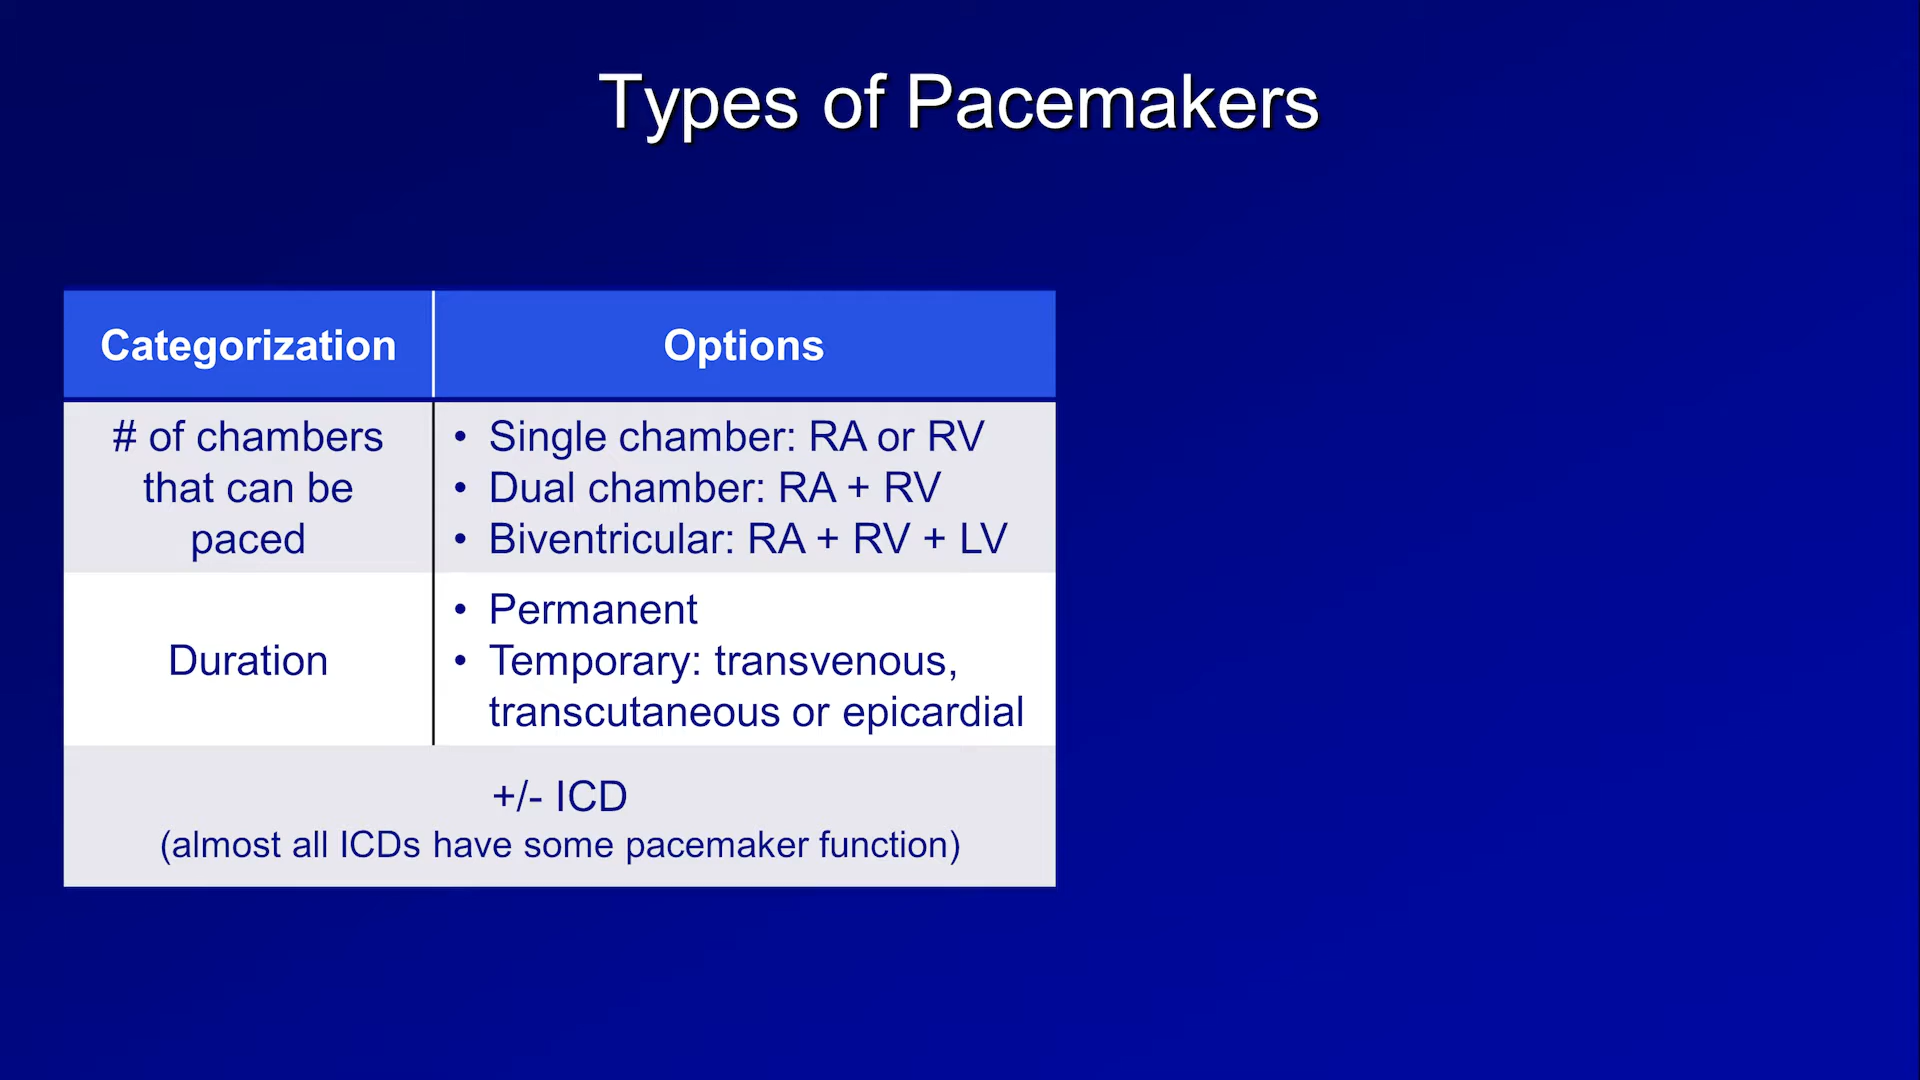 Types of Pacemakers
Categorization
Options
# of chambers
that can be
paced
• Single chamber: RA or RV
• Dual chamber: RA + RV
• Biventricular: RA + RV + LV
Duration
• Permanent
• Temporary: transvenous,
transcutaneous or epicardial
+/- ICD
(almost all ICDs have some pacemaker function)